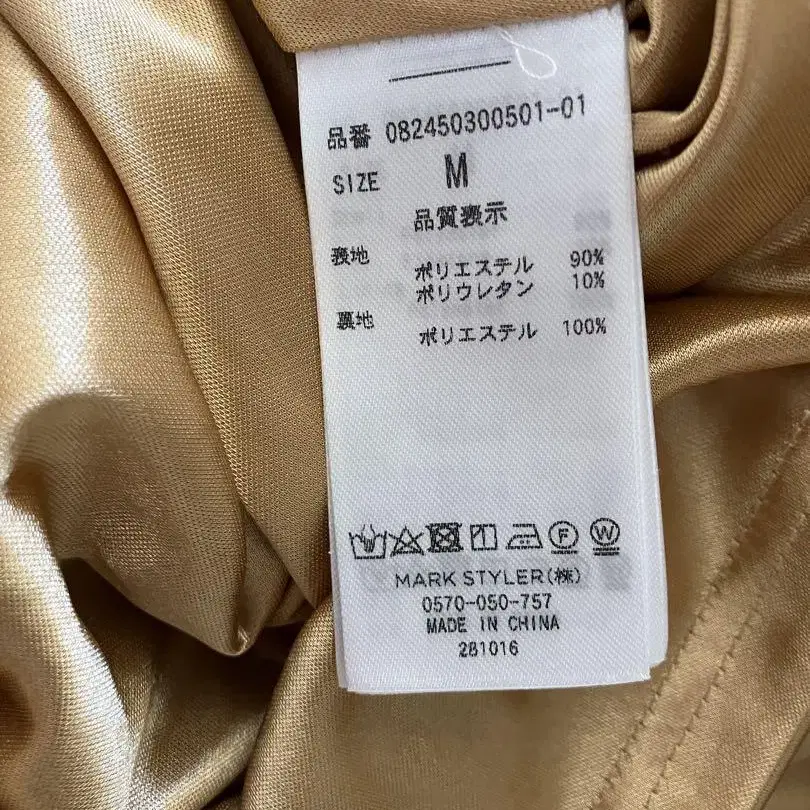 品番 082450300501-01
SIZE M
品質表示
表地 ポリエステル 90%
ポリウレタン 10%
裏地 ポリエステル 100%
F W
MARK STYLER(株)
0570-050-757
MADE IN CHINA
281016